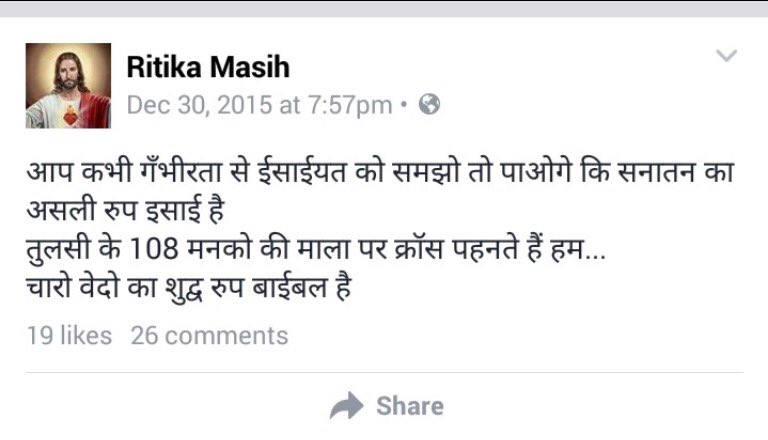 Ritika Masih
Dec 30, 2015 at 7:57pm •
आप कभी गँभीरता से ईसाईयत को समझो तो पाओगे कि सनातन का
असली रुप इसाई है
तुलसी के 108 मनको की माला पर क्रॉस पहनते हैं हम...
चारो वेदो का शुद्व रुप बाईबल है
19 likes 26 comments
Share